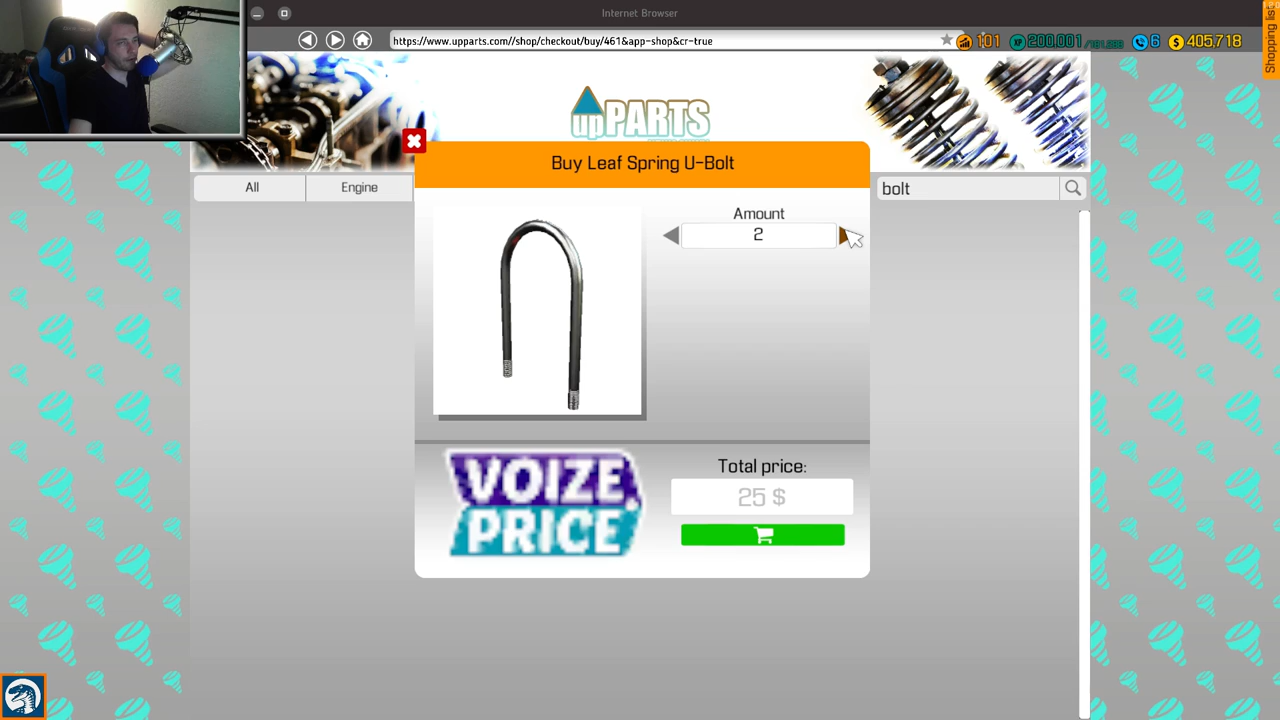 Internet Browser
https://www.upparts.com//shop/checkout/buy/461&app-shop&cr-true
101
XP 200.001
6
$ 405,718
Shopping list
upPARTS
Buy Leaf Spring U-Bolt
All
Engine
bolt
Amount
2
VOIZE.
PRICE
Total price:
25 $